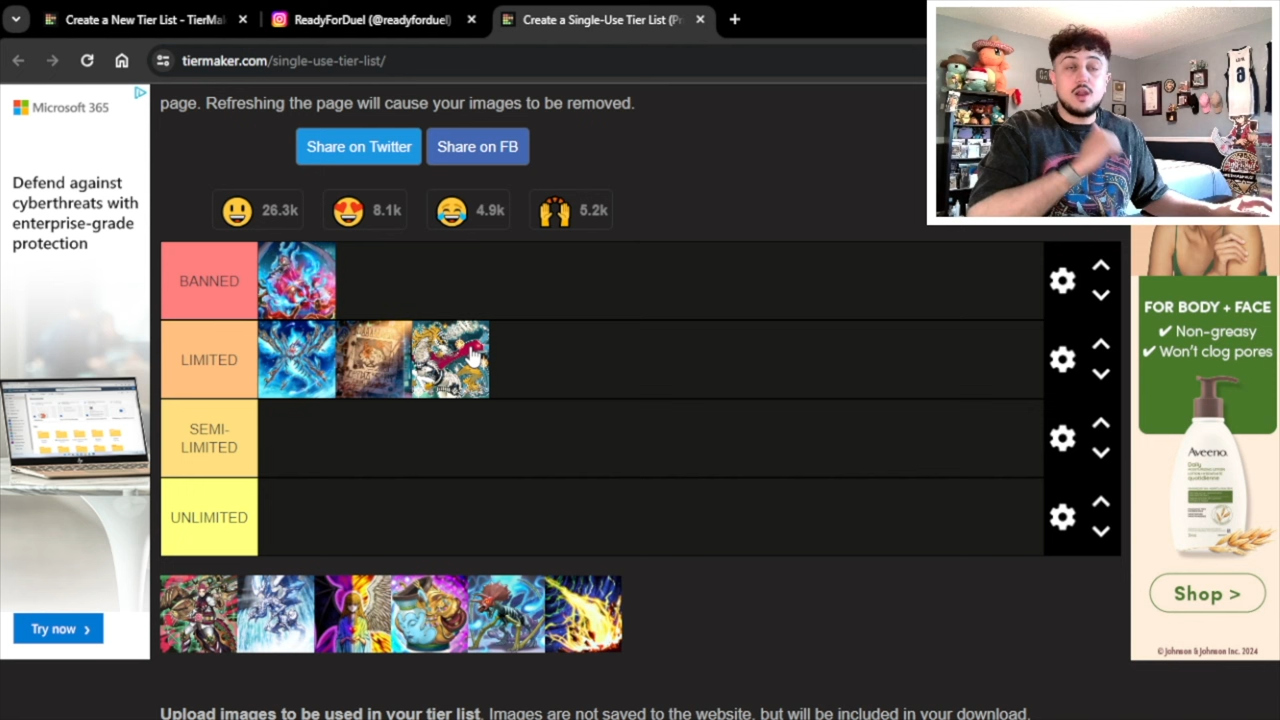 Create a New Tier List - TierMa
ReadyForDuel (@readyforduel)
Create a Single-Use Tier List (P
tiermaker.com/single-use-tier-list/
Microsoft 365
page. Refreshing the page will cause your images to be removed.
Share on Twitter
Share on FB
Defend against
cyberthreats with
enterprise-grade
protection
26.3k
8.1k
4.9k
5.2k
BANNED
LIMITED
SEMI-
LIMITED
UNLIMITED
FOR BODY + FACE
✔ Non-greasy
✔ Won't clog pores
Aveeno.
Daily
Shop >
Try now >
© Johnson & Johnson Inc. 2024
Upload images to be used in your tier list. Images are not saved to the website, but will be included in your download.